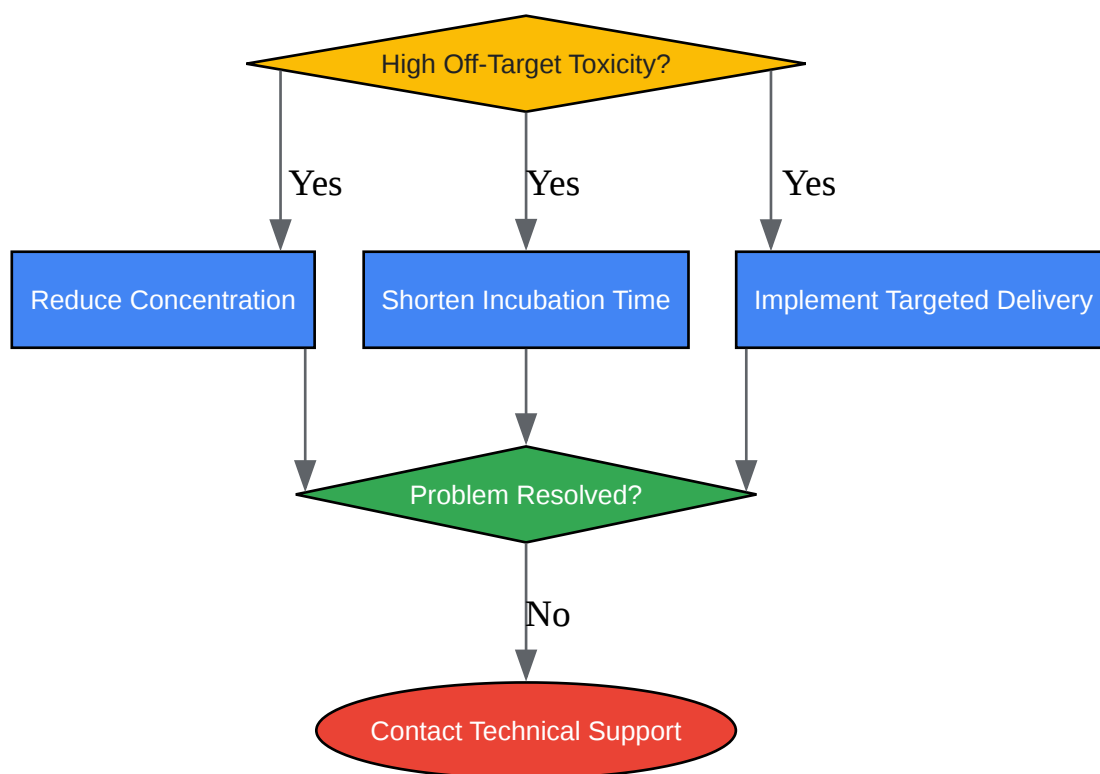 High Off-Target Toxicity?
Yes
Yes
Yes
Reduce Concentration
Shorten Incubation Time
Implement Targeted Delivery
Problem Resolved?
No
Contact Technical Support